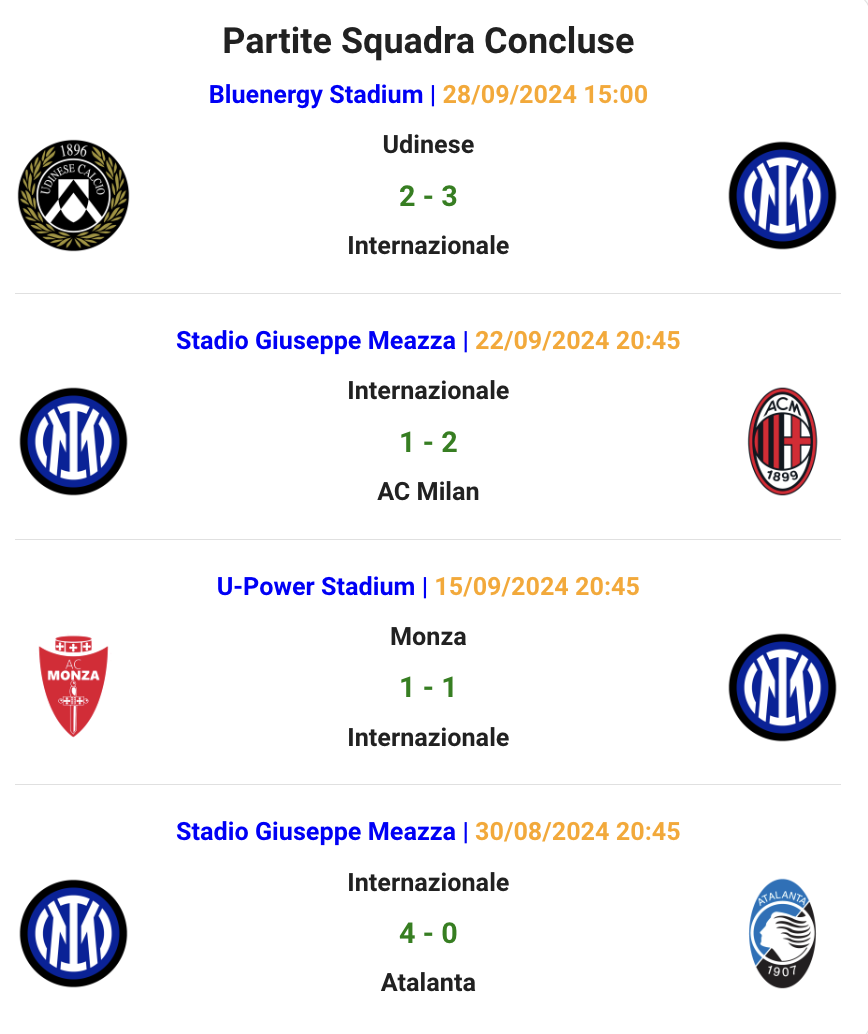 Partite Squadra Concluse
Bluenergy Stadium | 28/09/2024 15:00
1896
UDINESE CALCIO
Udinese
2 - 3
Internazionale
Stadio Giuseppe Meazza | 22/09/2024 20:45
Internazionale
1 - 2
AC Milan
ACM
1899
U-Power Stadium | 15/09/2024 20:45
AC
MONZA
Monza
1 - 1
Internazionale
Stadio Giuseppe Meazza | 30/08/2024 20:45
Internazionale
4 - 0
Atalanta
ATALANTA
1907